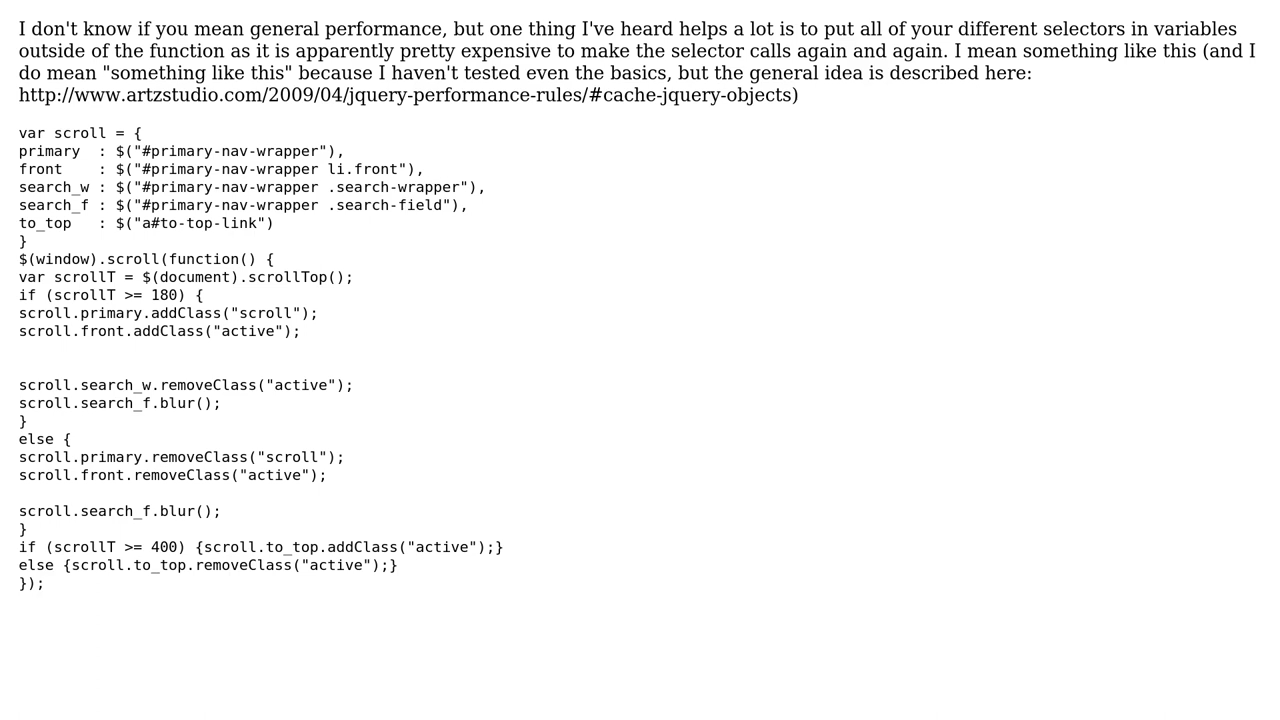 I don't know if you mean general performance, but one thing I've heard helps a lot is to put all of your different selectors in variables
outside of the function as it is apparently pretty expensive to make the selector calls again and again. I mean something like this (and I
do mean "something like this" because I haven't tested even the basics, but the general idea is described here:
http://www.artzstudio.com/2009/04/jquery-performance-rules/#cache-jquery-objects)
var scroll = {
primary  : $("#primary-nav-wrapper"),
front    : $("#primary-nav-wrapper li.front"),
search_w : $("#primary-nav-wrapper .search-wrapper"),
search_f : $("#primary-nav-wrapper .search-field"),
to_top   : $("a#to-top-link")
}
$(window).scroll(function() {
var scrollT = $(document).scrollTop();
if (scrollT >= 180) {
scroll.primary.addClass("scroll");
scroll.front.addClass("active");
scroll.search_w.removeClass("active");
scroll.search_f.blur();
}
else {
scroll.primary.removeClass("scroll");
scroll.front.removeClass("active");
scroll.search_f.blur();
}
if (scrollT >= 400) {scroll.to_top.addClass("active");}
else {scroll.to_top.removeClass("active");}
});